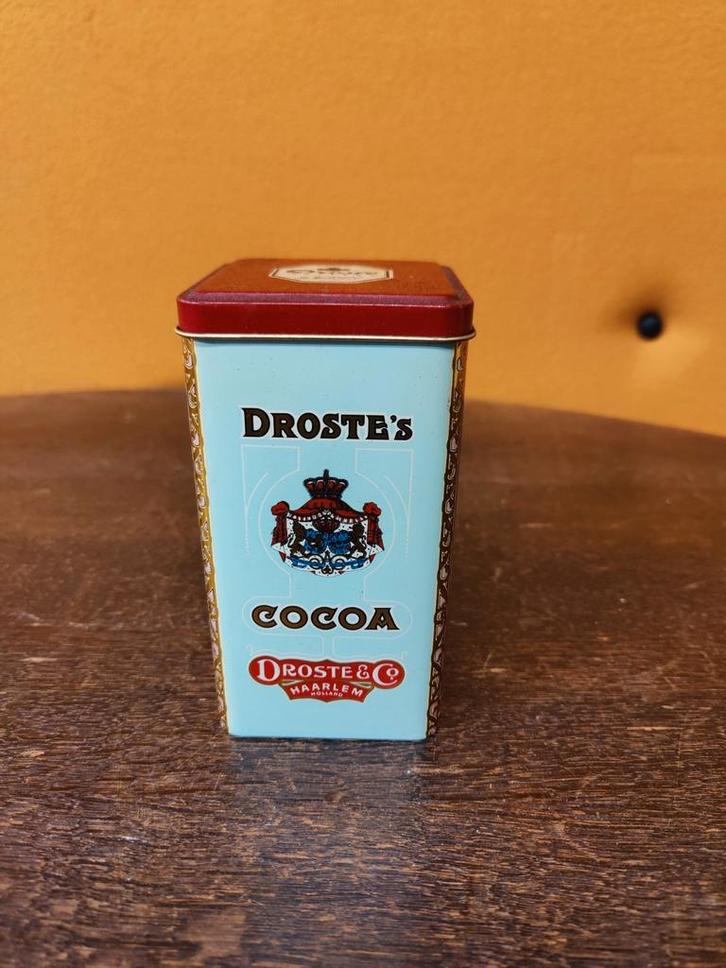 DROSTE'S
COCOA
DROSTE & Co
HAARLEM
HOLLAND